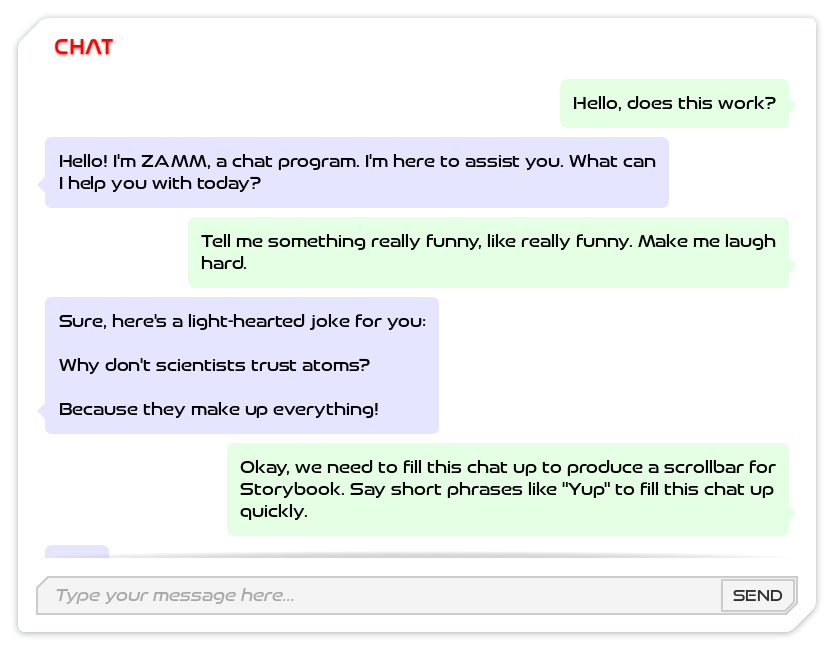 CHAT
Hello, does this work?
Hello! I'm ZAMM, a chat program. I'm here to assist you. What can
I help you with today?
Tell me something really funny, like really funny. Make me laugh
hard.
Sure, here's a light-hearted joke for you:
Why don't scientists trust atoms?
Because they make up everything!
Okay, we need to fill this chat up to produce a scrollbar for
Storybook. Say short phrases like "Yup" to fill this chat up
quickly.
Type your message here...
SEND